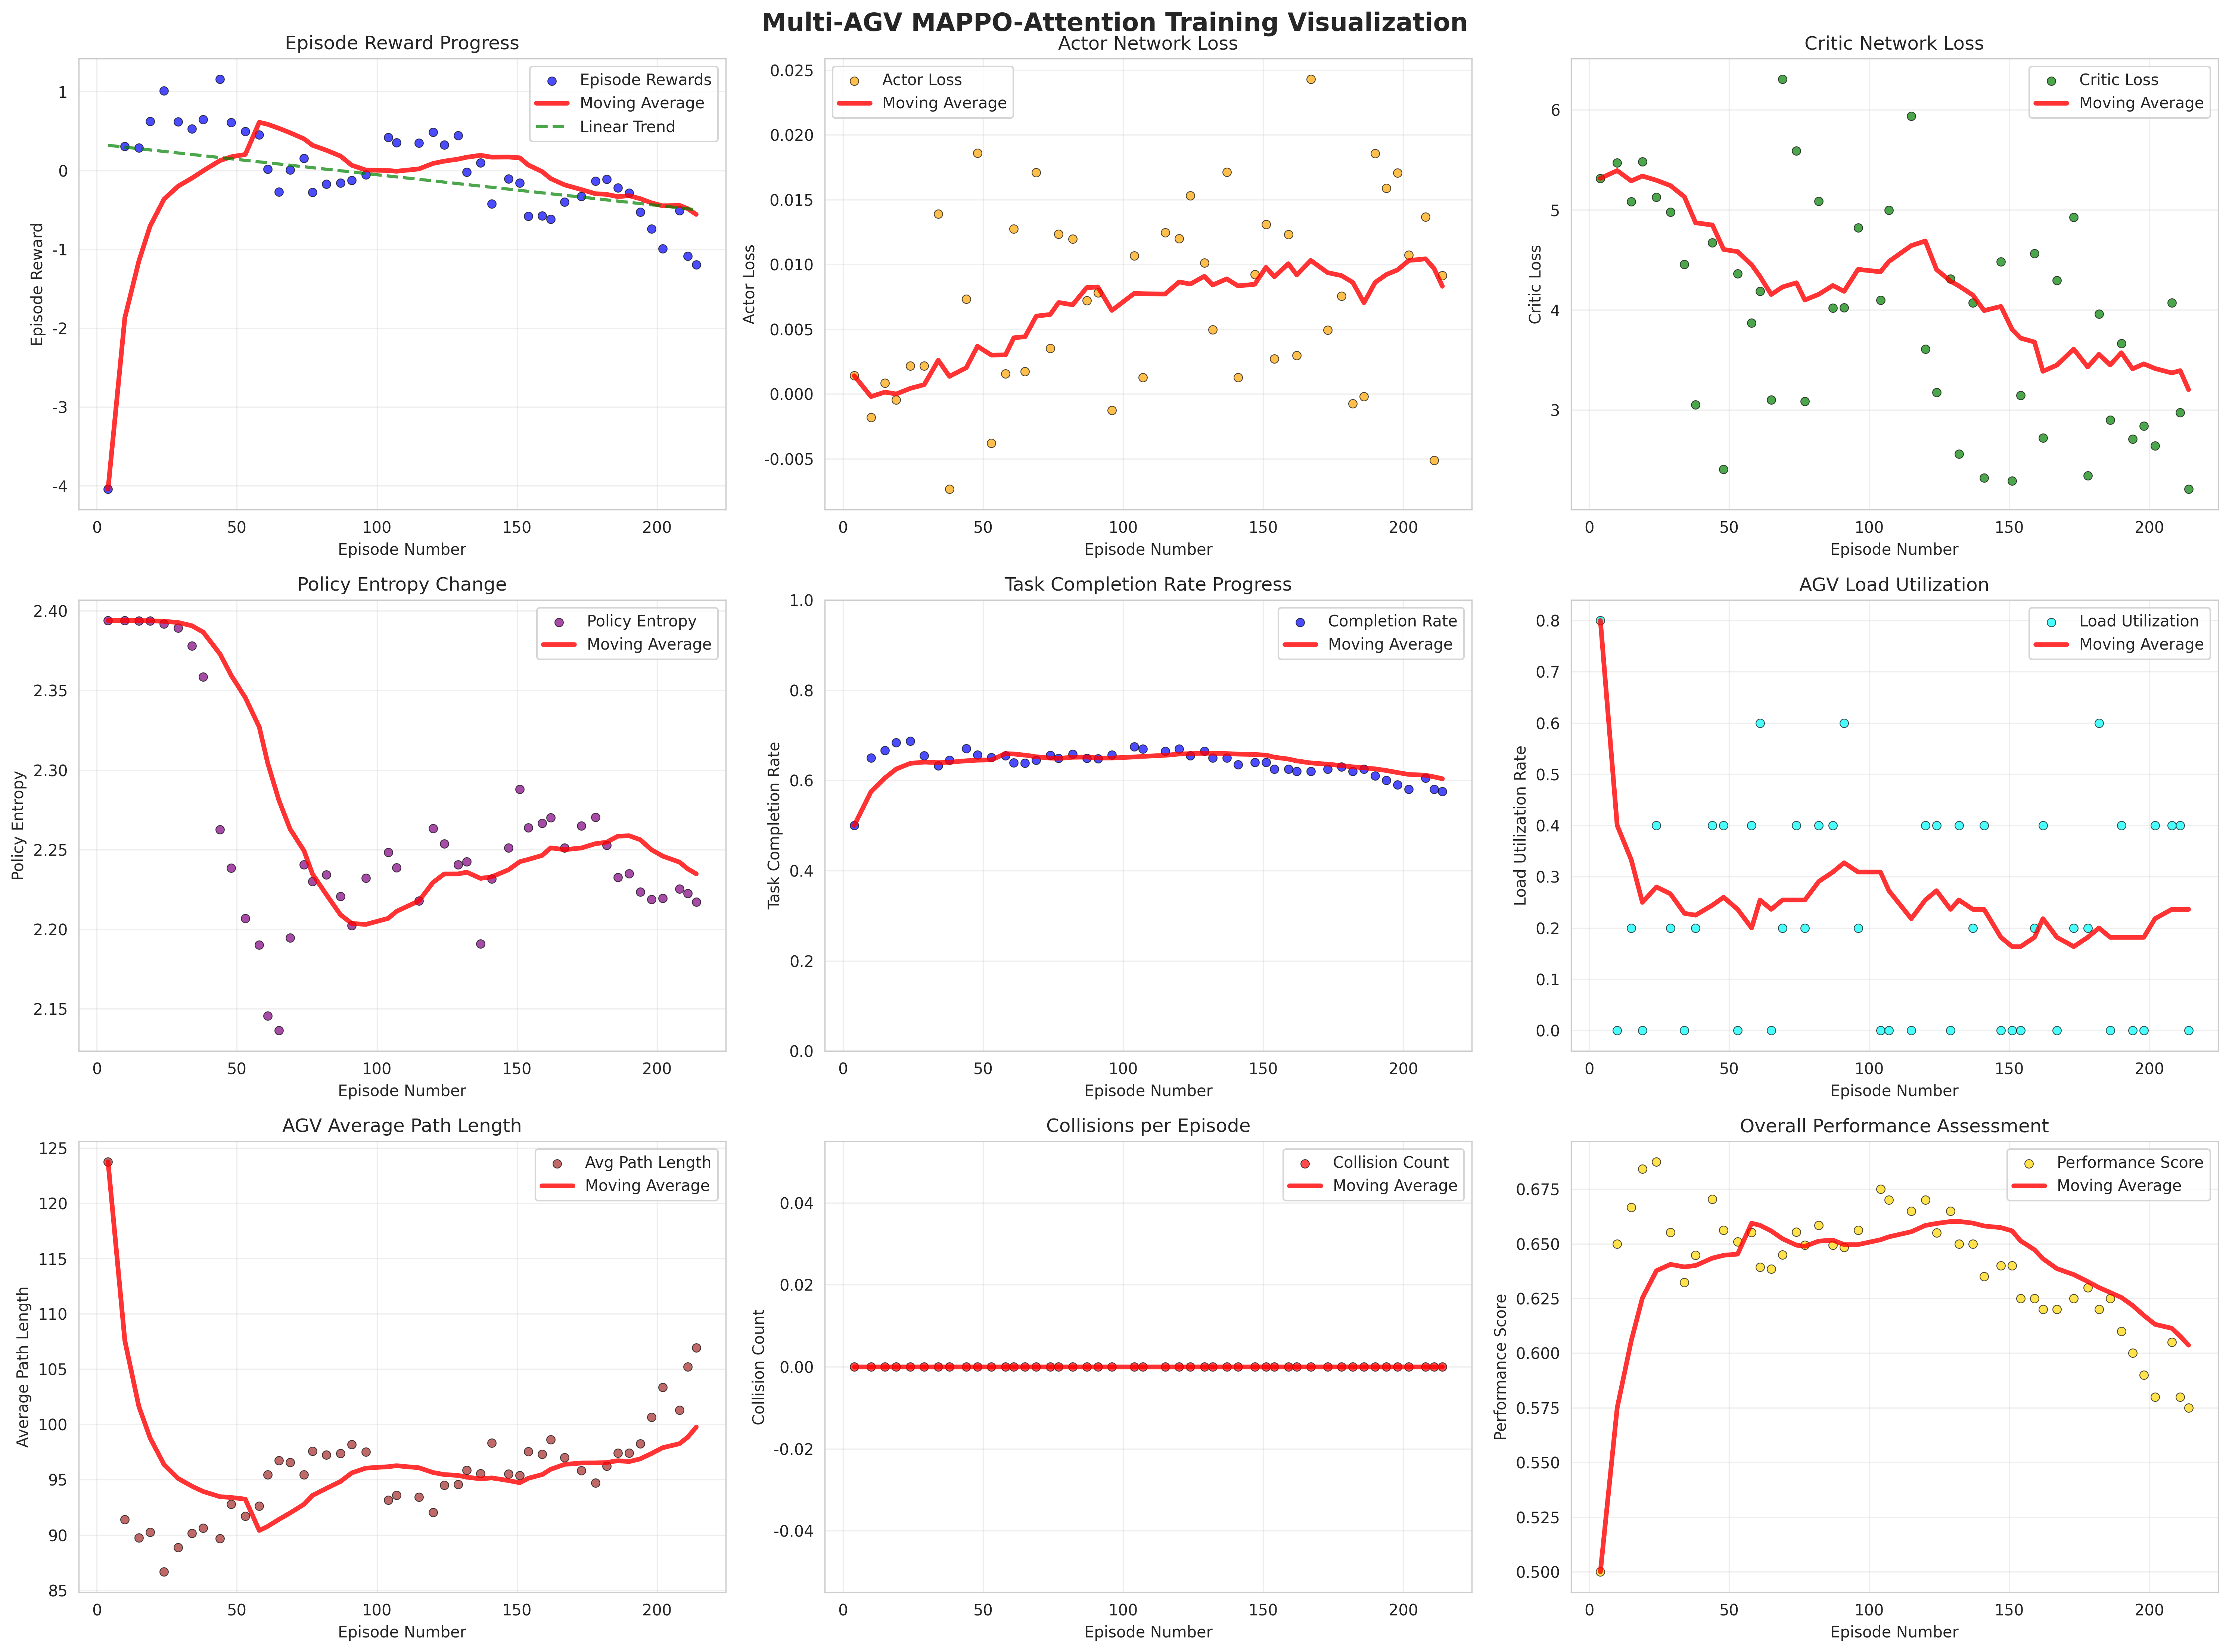 Multi-AGV MAPPO-Attention Training Visualization
Episode Reward Progress
Episode Rewards
Moving Average
Linear Trend
1
0
-1
-2
-3
-4
Episode Reward
0 50 100 150 200
Episode Number
Actor Network Loss
Actor Loss
Moving Average
0.025
0.020
0.015
0.010
0.005
0.000
-0.005
Actor Loss
0 50 100 150 200
Episode Number
Critic Network Loss
Critic Loss
Moving Average
6
5
4
3
Critic Loss
0 50 100 150 200
Episode Number
Policy Entropy Change
Policy Entropy
Moving Average
2.40
2.35
2.30
2.25
2.20
2.15
Policy Entropy
0 50 100 150 200
Episode Number
Task Completion Rate Progress
Completion Rate
Moving Average
1.0
0.8
0.6
0.4
0.2
0.0
Task Completion Rate
0 50 100 150 200
Episode Number
AGV Load Utilization
Load Utilization
Moving Average
0.8
0.7
0.6
0.5
0.4
0.3
0.2
0.1
0.0
Load Utilization Rate
0 50 100 150 200
Episode Number
AGV Average Path Length
Avg Path Length
Moving Average
125
120
115
110
105
100
95
90
85
Average Path Length
0 50 100 150 200
Episode Number
Collisions per Episode
Collision Count
Moving Average
0.04
0.02
0.00
-0.02
-0.04
Collision Count
0 50 100 150 200
Episode Number
Overall Performance Assessment
Performance Score
Moving Average
0.675
0.650
0.625
0.600
0.575
0.550
0.525
0.500
Performance Score
0 50 100 150 200
Episode Number